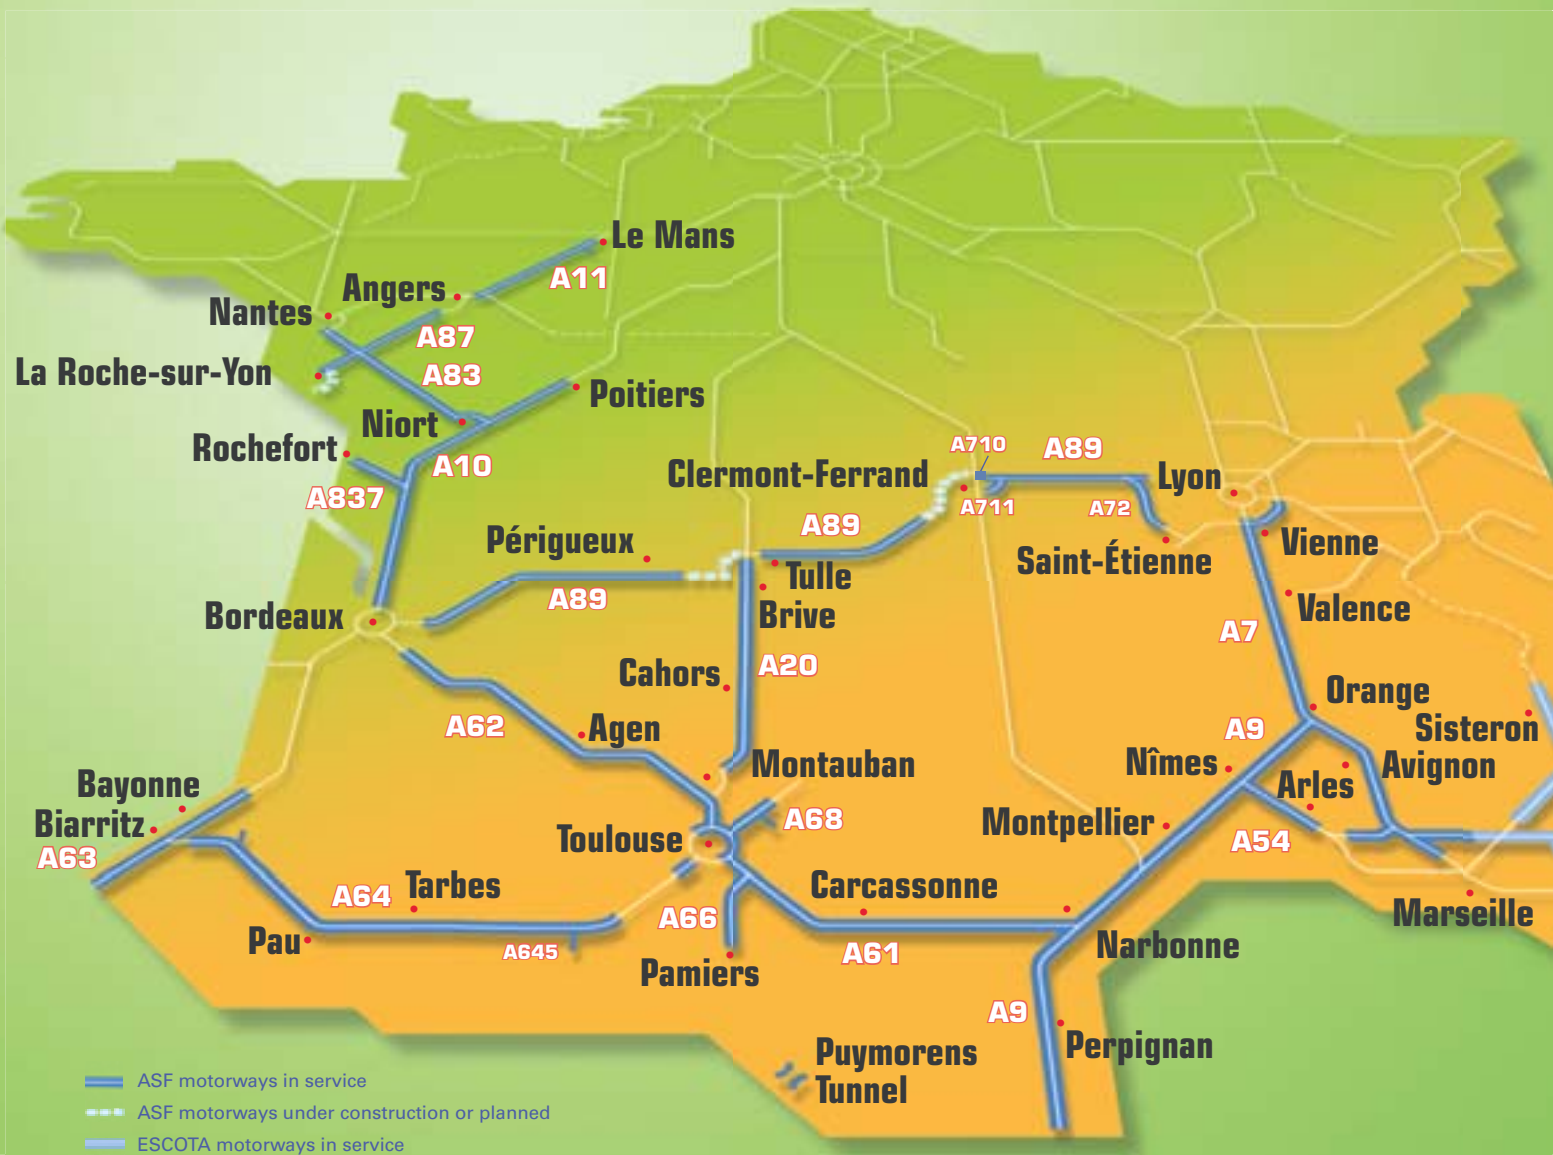 Le Mans
A11
Angers
Nantes
A87
La Roche-sur-Yon
A83
Poitiers
Niort
Rochefort
A10
A710
A89
Clermont-Ferrand
Lyon
A837
A711
A72
A89
Périgueux
Vienne
Saint-Étienne
Tulle
A89
Valence
Bordeaux
Brive
A7
Cahors
A20
Orange
A62
Agen
A9
Sisteron
Montauban
Nîmes
Avignon
Bayonne
Arles
Biarritz
A68
Montpellier
Toulouse
A54
A63
A64
Tarbes
Carcassonne
A66
Marseille
Pau
A645
A61
Narbonne
Pamiers
A9
Perpignan
Puymorens
Tunnel
ASF motorways in service
ASF motorways under construction or planned
ESCOTA motorways in service